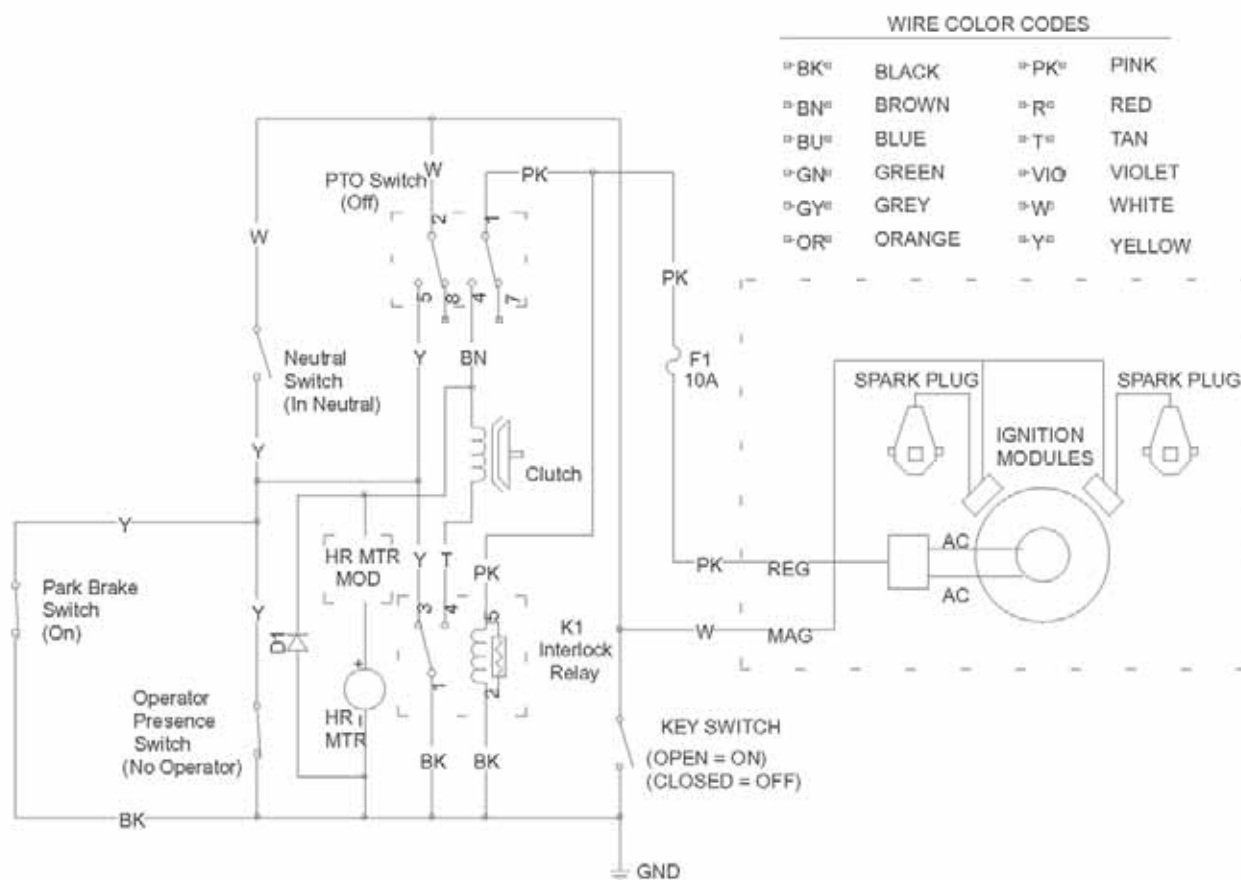 WIRE COLOR CODES
BK BLACK PK PINK
BN BROWN R RED
BU BLUE T TAN
GN GREEN VIO VIOLET
GY GREY W WHITE
OR ORANGE Y YELLOW
W
PTO Switch
(Off)
PK
2
1
W
PK
5
8
4
7
Neutral
Switch
(In Neutral)
Y
BN
F1
10A
SPARK PLUG
SPARK PLUG
IGNITION
MODULES
Y
Clutch
Y
HR MTR
MOD
Y
T
PK
PK
REG
AC
AC
Park Brake
Switch
(On)
Y
D1
3
4
5
K1
Interlock
Relay
W
MAG
+
1
2
Operator
Presence
Switch
(No Operator)
HR
MTR
BK
BK
KEY SWITCH
(OPEN = ON)
(CLOSED = OFF)
BK
GND